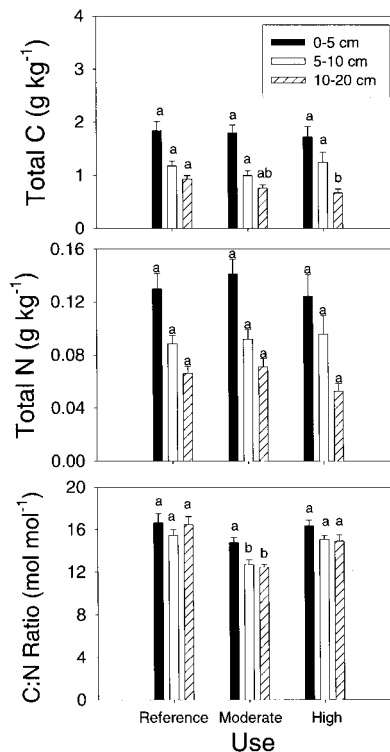 0-5 cm
5-10 cm
10-20 cm
Total C (g kg⁻¹)
4
3
2
1
0
a a a
a a ab
a a b
Total N (g kg⁻¹)
0.16
0.12
0.08
0.04
0.00
a a a
a a a
a a a
C:N Ratio (mol mol⁻¹)
20
16
12
8
4
0
a a a
a b b
a a a
Reference Moderate High
Use